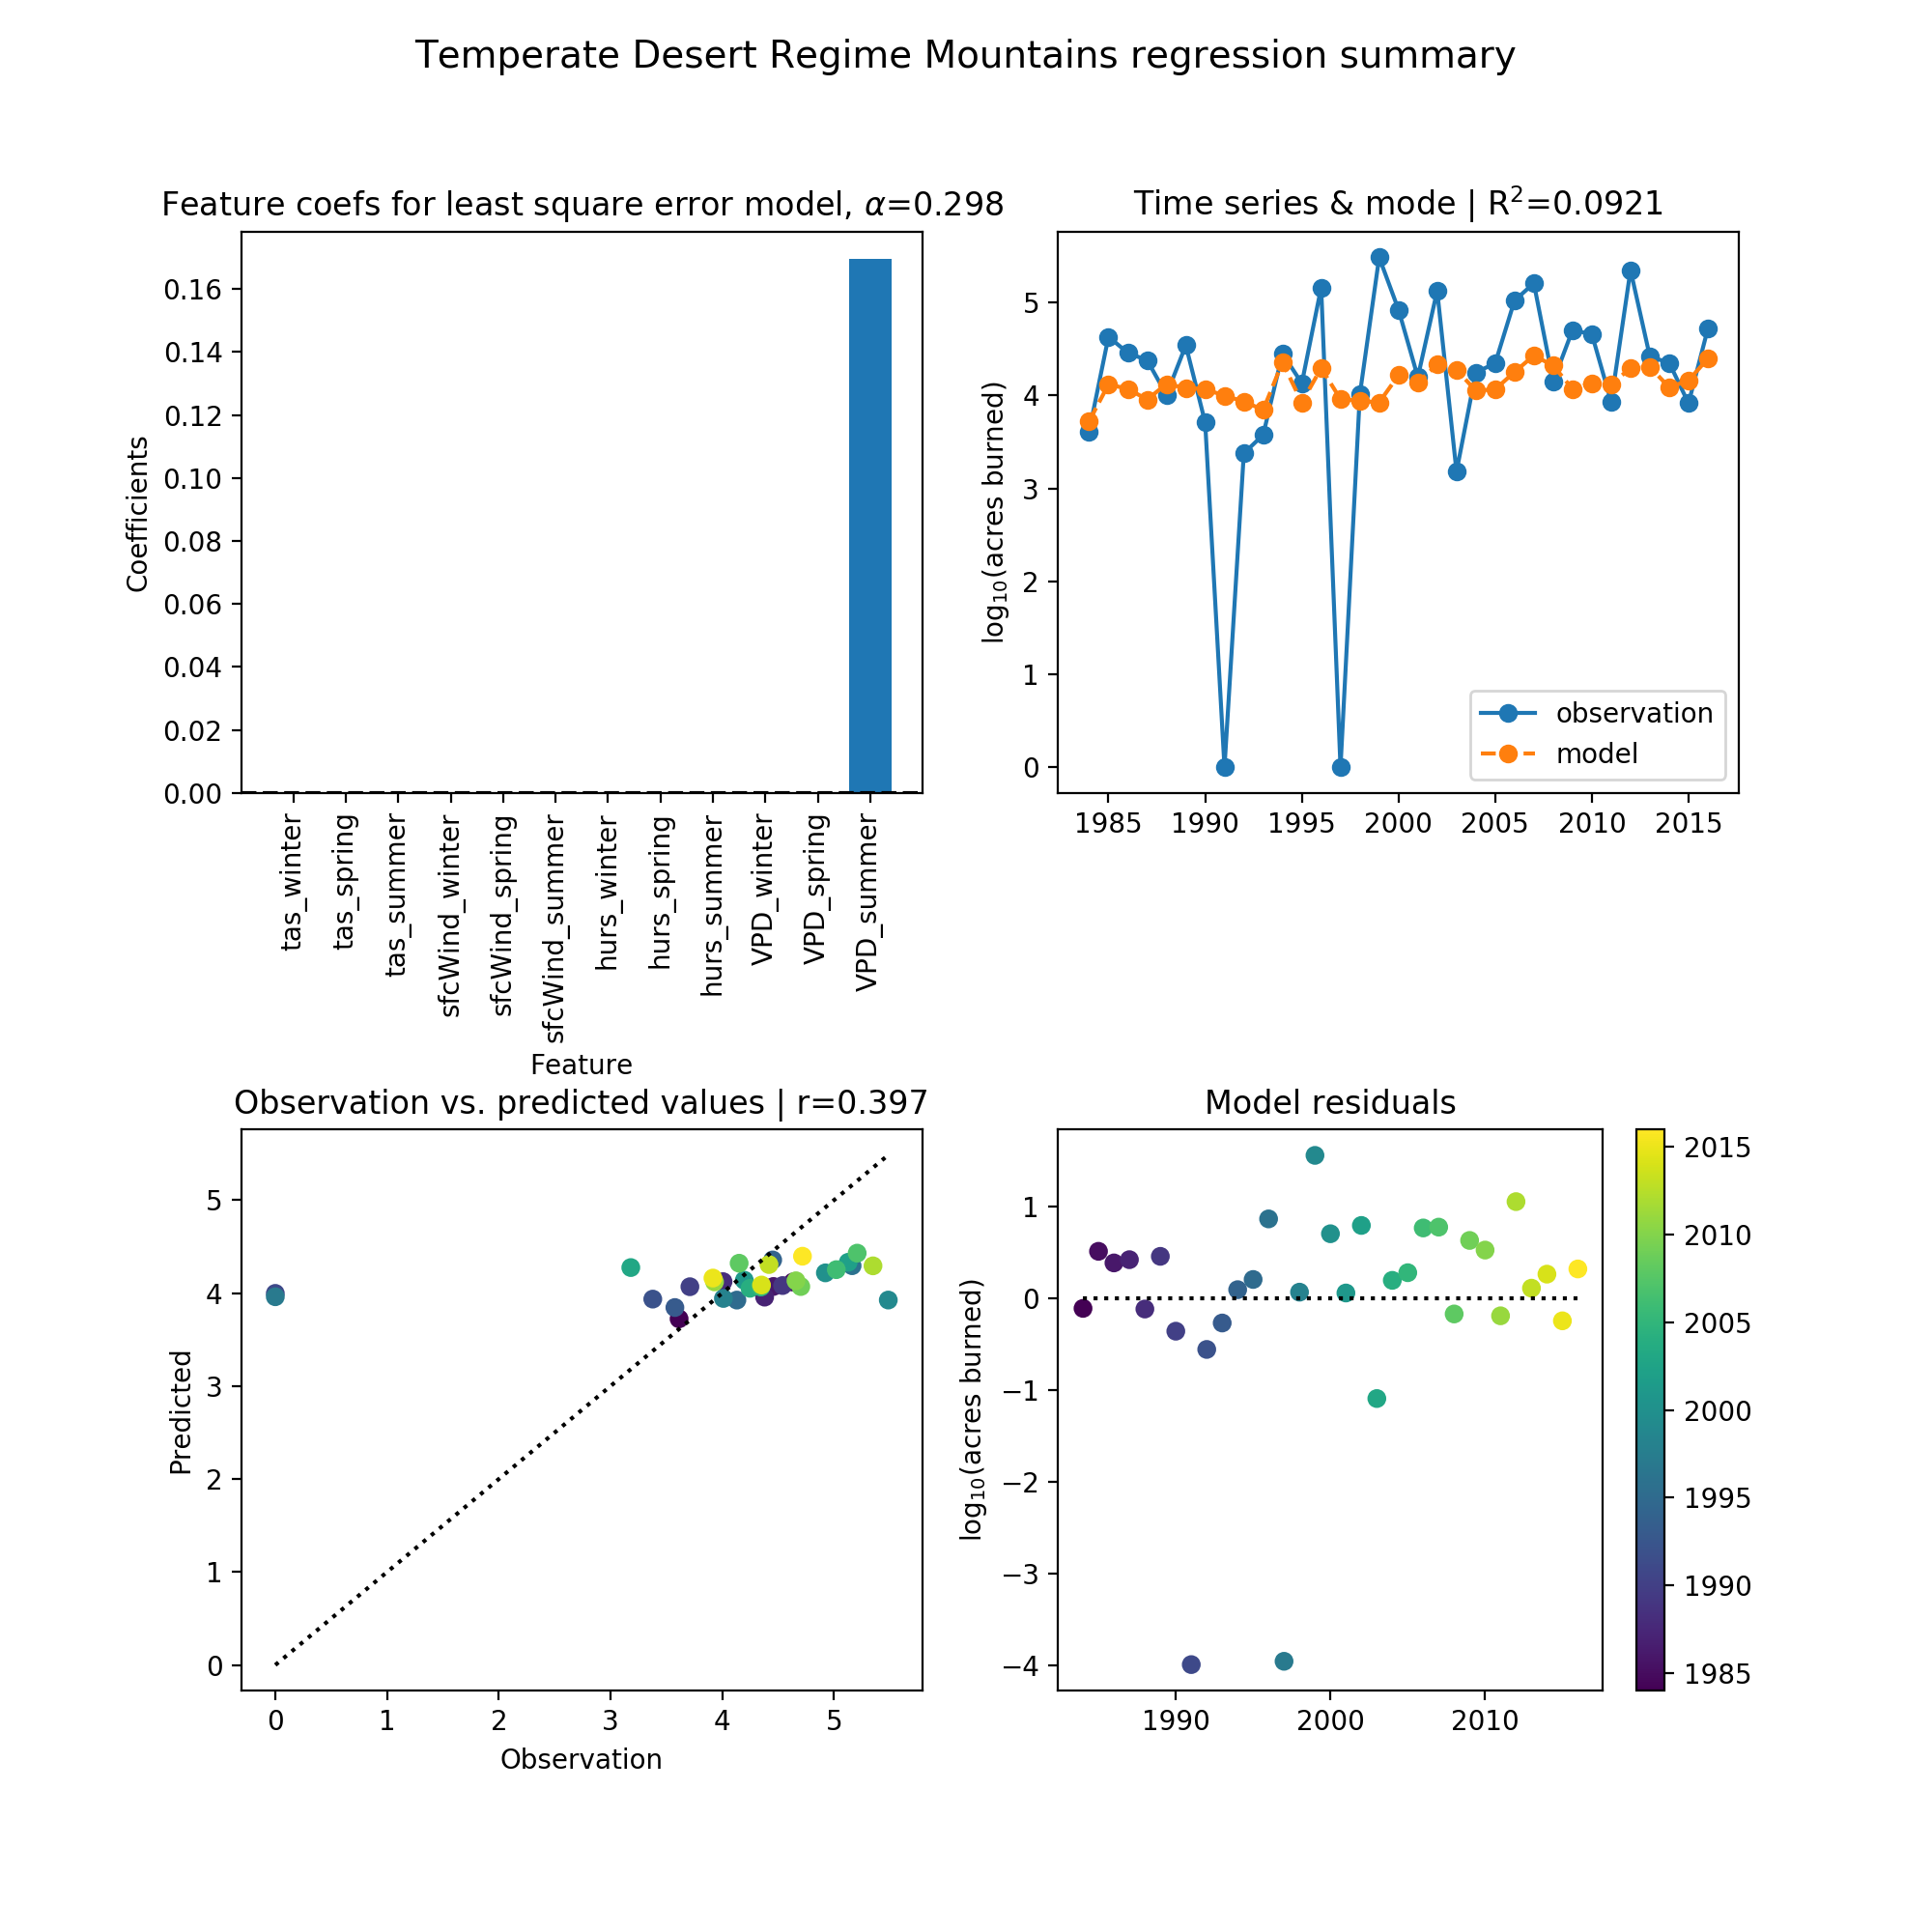 Temperate Desert Regime Mountains regression summary
Feature coefs for least square error model, α=0.298
0.16
0.14
0.12
0.10
0.08
0.06
0.04
0.02
0.00
Coefficients
tas_winter
tas_spring
tas_summer
sfcWind_winter
sfcWind_spring
sfcWind_summer
hurs_winter
hurs_spring
hurs_summer
VPD_winter
VPD_spring
VPD_summer
Feature
Time series & mode | R²=0.0921
5
4
3
2
1
0
log₁₀(acres burned)
observation
model
1985 1990 1995 2000 2005 2010 2015
Observation vs. predicted values | r=0.397
5
4
3
2
1
0
Predicted
0 1 2 3 4 5
Observation
Model residuals
1
0
−1
−2
−3
−4
log₁₀(acres burned)
1990 2000 2010
2015
2010
2005
2000
1995
1990
1985